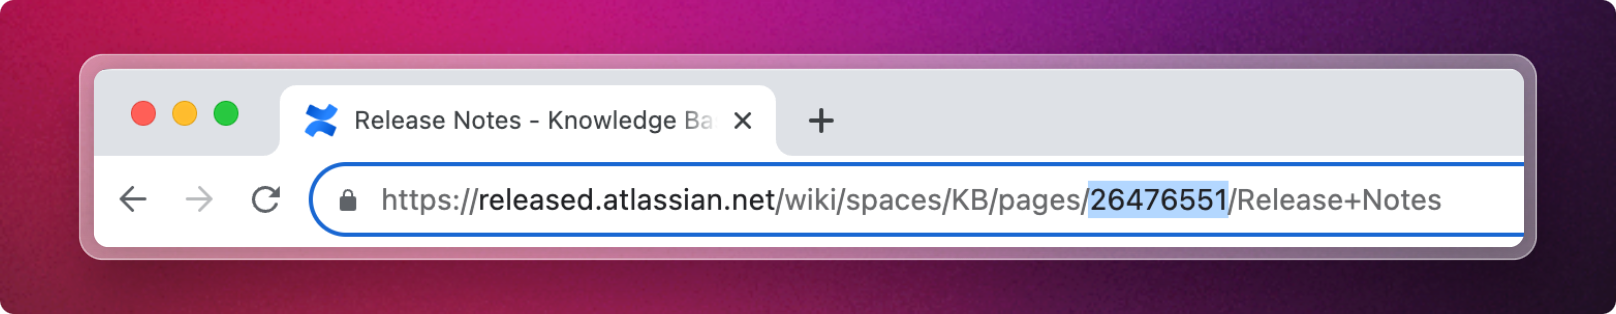 Release Notes - Knowledge Ba
https://released.atlassian.net/wiki/spaces/KB/pages/26476551/Release+Notes